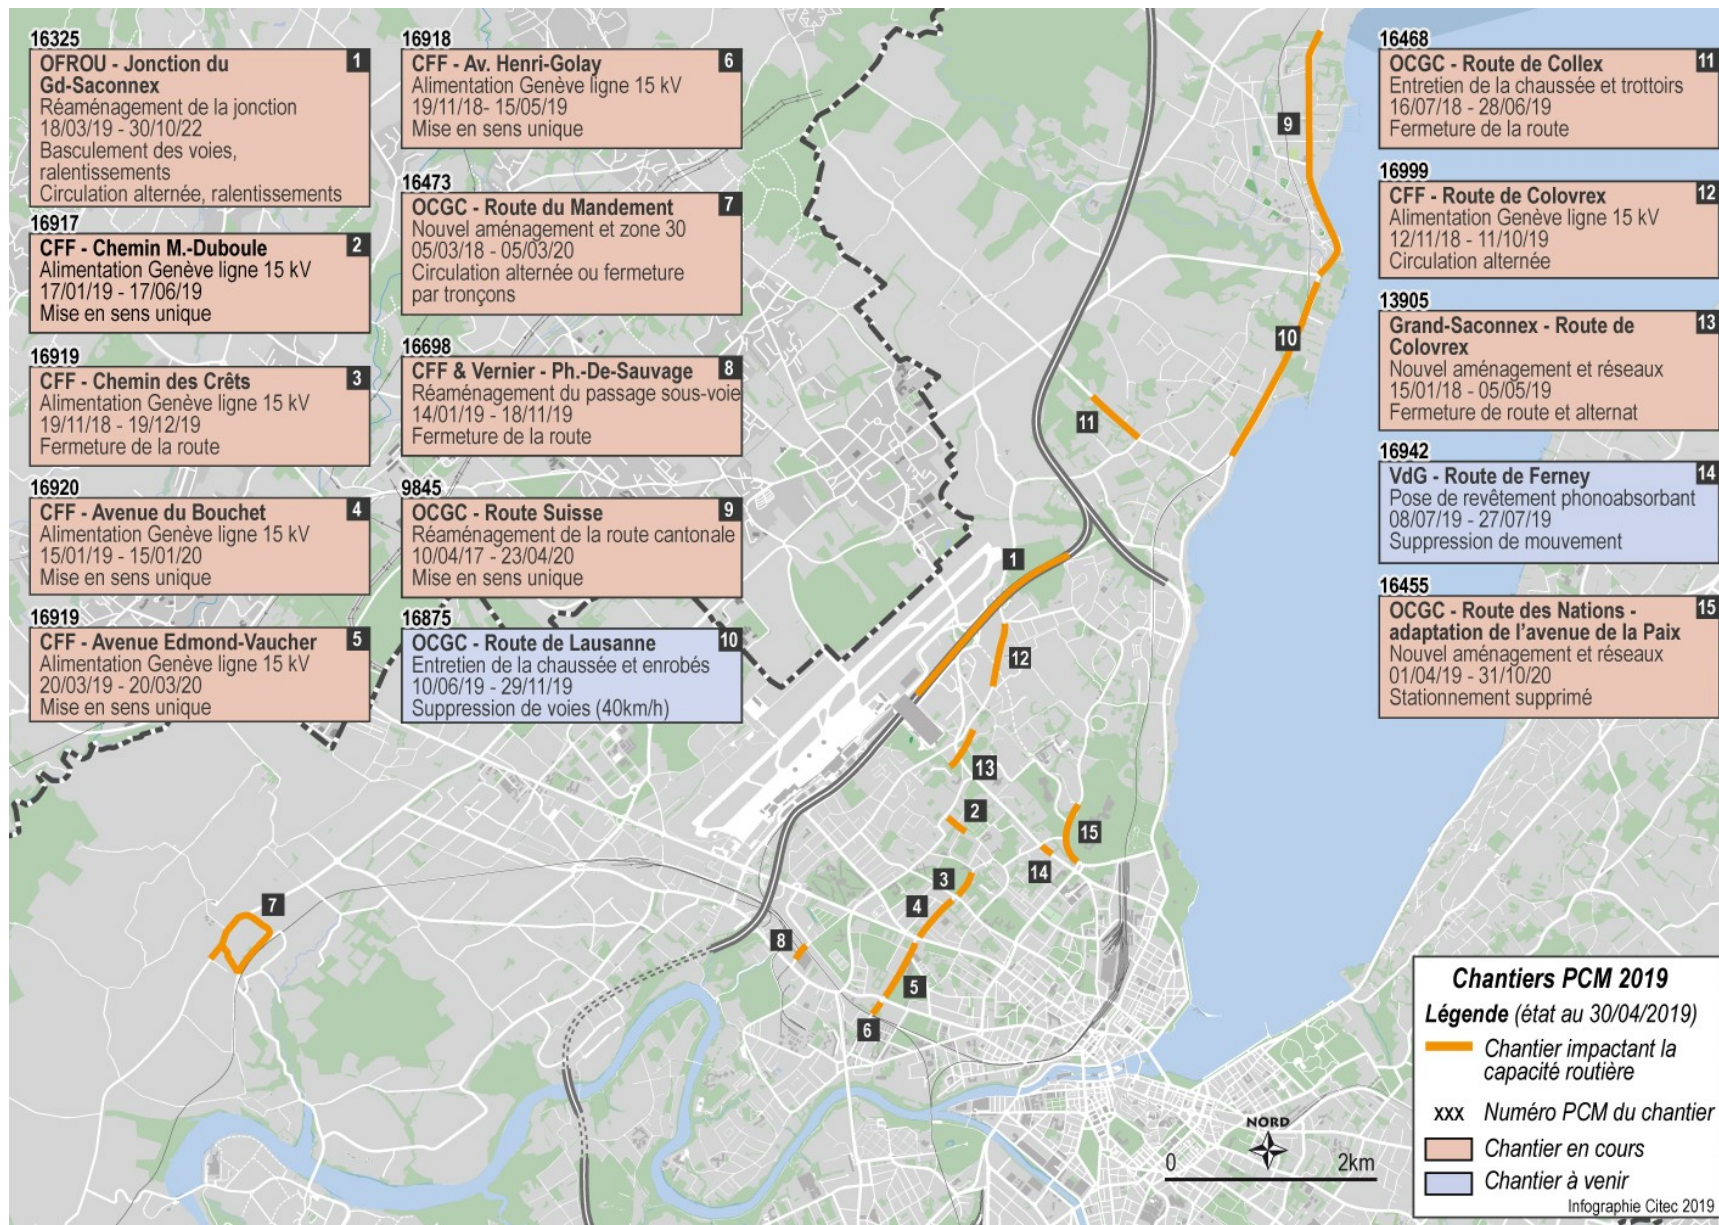 16325
OFROU - Jonction du
Gd-Saconnex
1
Réaménagement de la jonction
18/03/19 - 30/10/22
Basculement des voies,
ralentissements
Circulation alternée, ralentissements
16917
CFF - Chemin M.-Duboule
2
Alimentation Genève ligne 15 kV
17/01/19 - 17/06/19
Mise en sens unique
16919
CFF - Chemin des Crêts
3
Alimentation Genève ligne 15 kV
19/11/18 - 19/12/19
Fermeture de la route
16920
CFF - Avenue du Bouchet
4
Alimentation Genève ligne 15 kV
15/01/19 - 15/01/20
Mise en sens unique
16919
CFF - Avenue Edmond-Vaucher
5
Alimentation Genève ligne 15 kV
20/03/19 - 20/03/20
Mise en sens unique
16918
CFF - Av. Henri-Golay
6
Alimentation Genève ligne 15 kV
19/11/18- 15/05/19
Mise en sens unique
16473
OCGC - Route du Mandement
7
Nouvel aménagement et zone 30
05/03/18 - 05/03/20
Circulation alternée ou fermeture
par tronçons
16698
CFF & Vernier - Ph.-De-Sauvage
8
Réaménagement du passage sous-voie
14/01/19 - 18/11/19
Fermeture de la route
9845
OCGC - Route Suisse
9
Réaménagement de la route cantonale
10/04/17 - 23/04/20
Mise en sens unique
16875
OCGC - Route de Lausanne
10
Entretien de la chaussée et enrobés
10/06/19 - 29/11/19
Suppression de voies (40km/h)
16468
OCGC - Route de Collex
11
Entretien de la chaussée et trottoirs
16/07/18 - 28/06/19
Fermeture de la route
16999
CFF - Route de Colovrex
12
Alimentation Genève ligne 15 kV
12/11/18 - 11/10/19
Circulation alternée
13905
Grand-Saconnex - Route de
Colovrex
13
Nouvel aménagement et réseaux
15/01/18 - 05/05/19
Fermeture de route et alternat
16942
VdG - Route de Ferney
14
Pose de revêtement phonoabsorbant
08/07/19 - 27/07/19
Suppression de mouvement
16455
OCGC - Route des Nations -
adaptation de l'avenue de la Paix
15
Nouvel aménagement et réseaux
01/04/19 - 31/10/20
Stationnement supprimé
9
10
11
1
12
13
2
15
14
3
4
7
8
5
6
NORD
0 2km
Chantiers PCM 2019
Légende (état au 30/04/2019)
Chantier impactant la
capacité routière
xxx Numéro PCM du chantier
Chantier en cours
Chantier à venir
Infographie Citec 2019